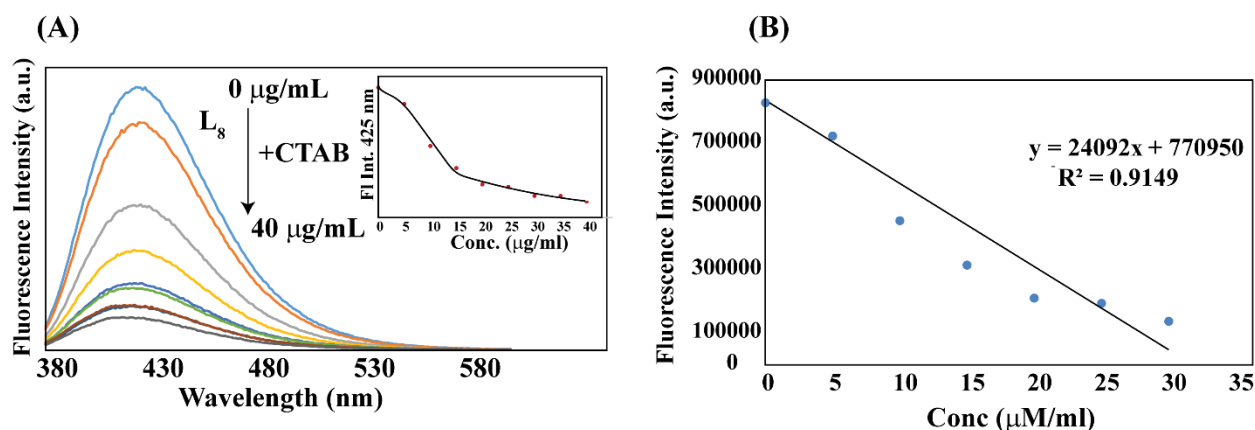 (A)
Fluorescence Intensity (a.u.)
0 μg/mL
L₈
+CTAB
40 μg/mL
FI Int. 425 nm
0 5 10 15 20 25 30 35 40
Conc. (μg/ml)
380 430 480 530 580
Wavelength (nm)
(B)
Fluorescence Intensity (a.u.)
900000
700000
500000
300000
100000
0
y = 24092x + 770950
R² = 0.9149
0 5 10 15 20 25 30 35
Conc (μM/ml)